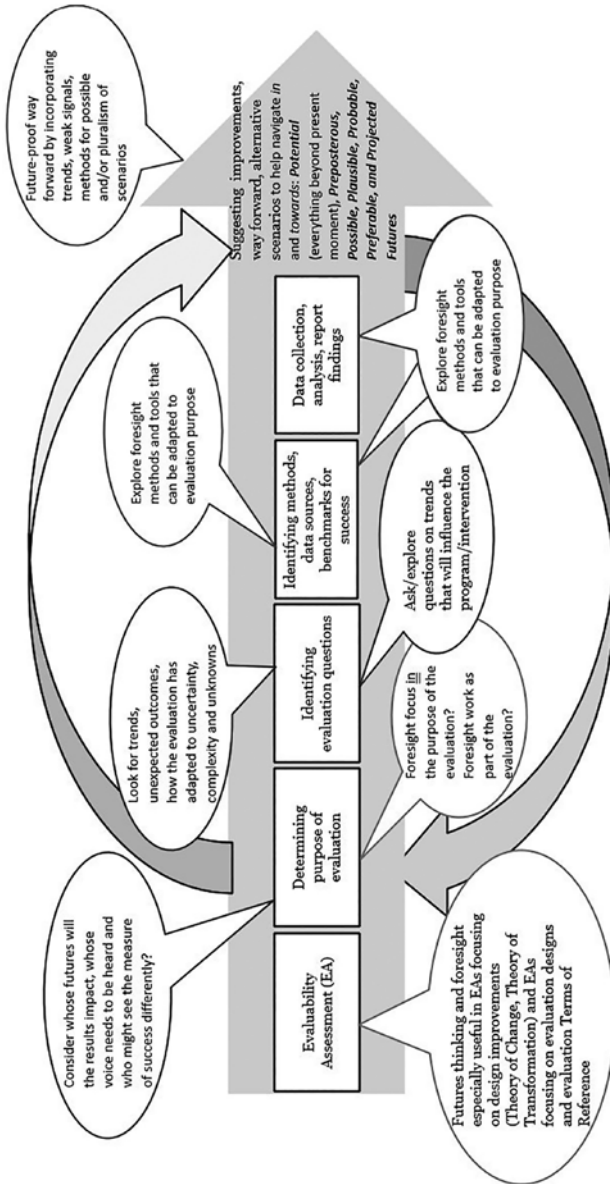 Consider whose futures will
the results impact, whose
voice needs to be heard and
who might see the measure
of success differently?
Look for trends,
unexpected outcomes,
how the evaluation has
adapted to uncertainty,
complexity and unknowns
Explore foresight
methods and tools that
can be adapted to
evaluation purpose
Future-proof way
forward by incorporating
trends, weak signals,
methods for possible
and/or pluralism of
scenarios
Evaluability
Assessment (EA)
Determining
purpose of
evaluation
Identifying
evaluation questions
Identifying methods,
data sources,
benchmarks for
success
Data collection,
analysis, report
findings
Suggesting improvements,
way forward, alternative
scenarios to help navigate in
and towards: Potential
(everything beyond present
moment), Preposterous,
Possible, Plausible, Probable,
Preferable, and Projected
Futures
Futures thinking and foresight
especially useful in EAs focusing
on design improvements
(Theory of Change, Theory of
Transformation) and EAs
focusing on evaluation designs
and evaluation Terms of
Reference
Foresight focus in
the purpose of the
evaluation?
Foresight work as
part of the
evaluation?
Ask/explore
questions on trends
that will influence the
program/intervention
Explore foresight
methods and tools
that can be adapted
to evaluation purpose